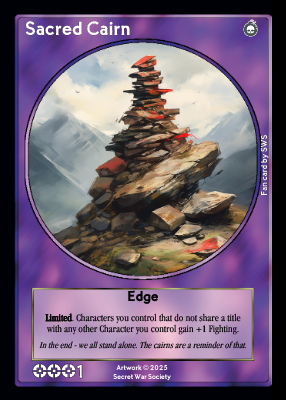 Sacred Cairn
Fan card by SWS
Edge
Limited. Characters you control that do not share a title
with any other Character you control gain +1 Fighting.
In the end - we all stand alone. The cairns are a reminder of that.
1
Artwork © 2025
Secret War Society